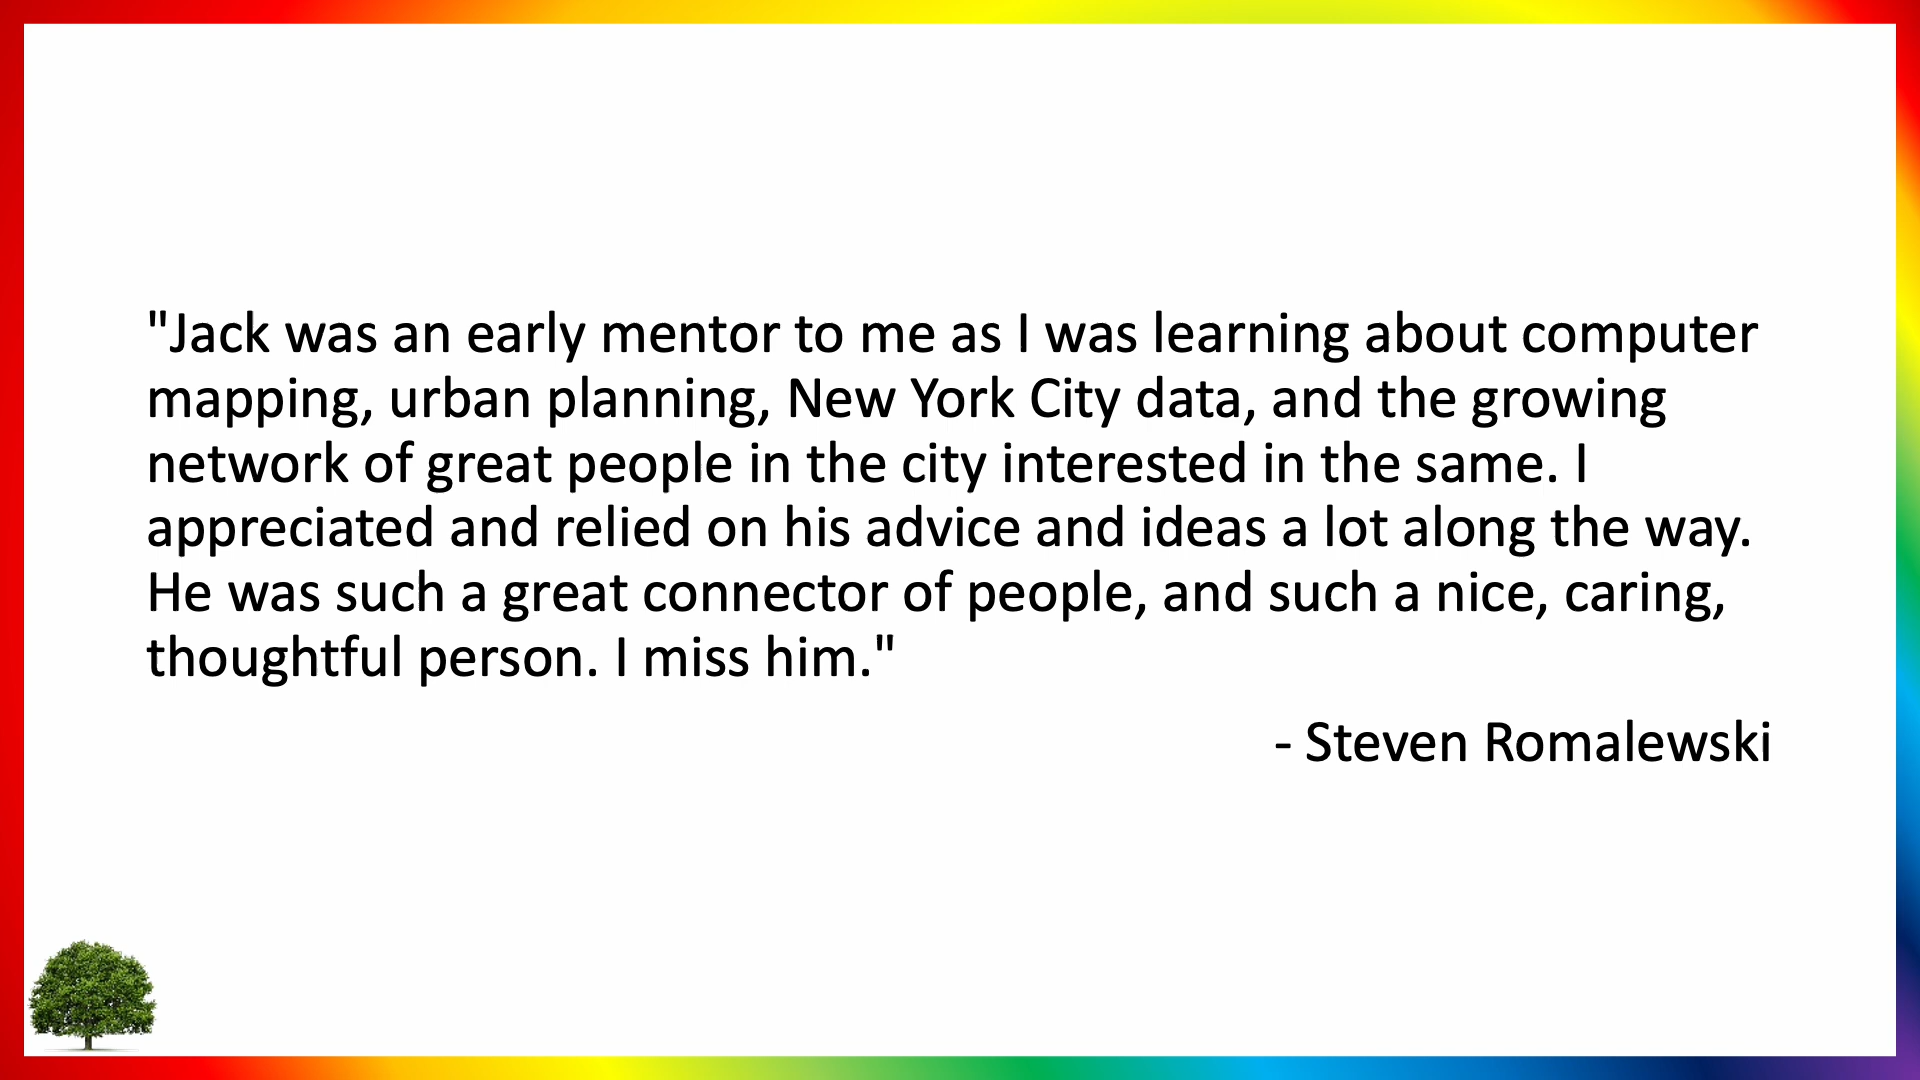 "Jack was an early mentor to me as I was learning about computer
mapping, urban planning, New York City data, and the growing
network of great people in the city interested in the same. I
appreciated and relied on his advice and ideas a lot along the way.
He was such a great connector of people, and such a nice, caring,
thoughtful person. I miss him."
- Steven Romalewski